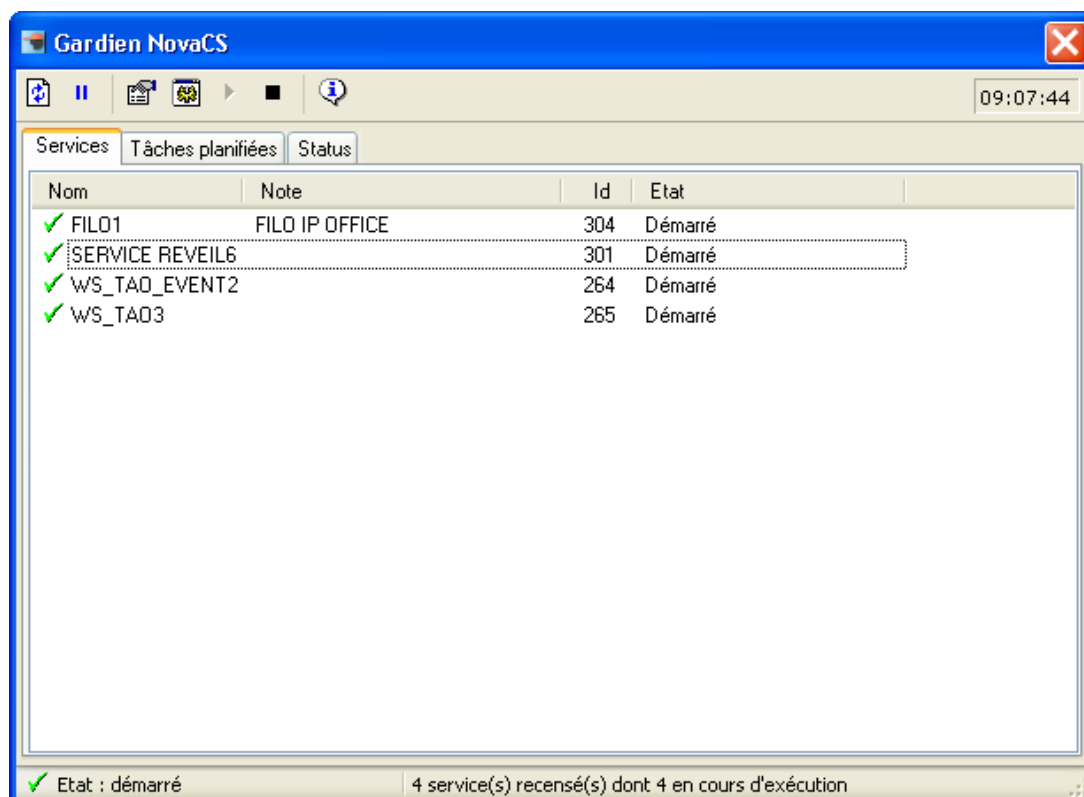 Gardien NovaCS
09:07:44
Services Tâches planifiées Status
Nom Note Id Etat
FILO1 FILO IP OFFICE 304 Démarré
SERVICE REVEIL6 301 Démarré
WS_TAO_EVENT2 264 Démarré
WS_TAO3 265 Démarré
Etat : démarré 4 service(s) recensé(s) dont 4 en cours d'exécution